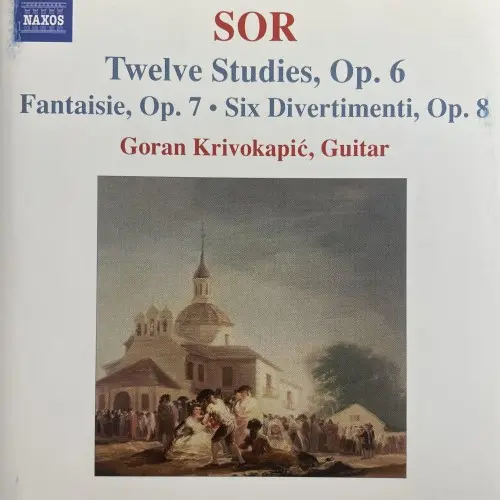 NAXOS
SOR
Twelve Studies, Op. 6
Fantaisie, Op. 7 • Six Divertimenti, Op. 8
Goran Krivokapić, Guitar